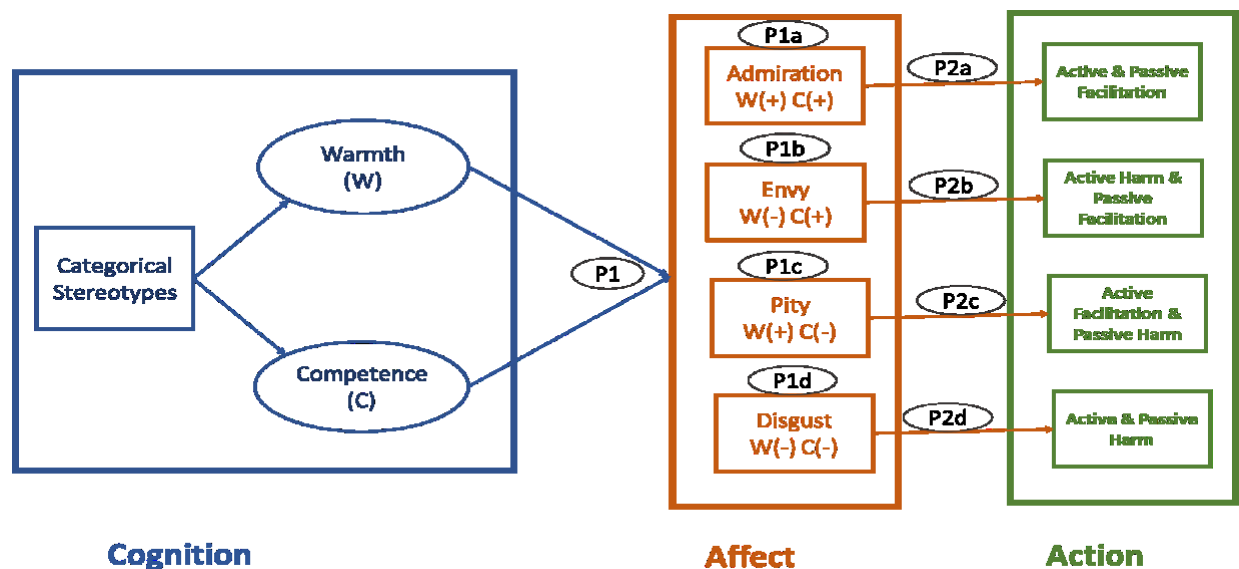 Categorical
Stereotypes
Warmth
(W)
Competence
(C)
P1
P1a
Admiration
W(+) C(+)
P1b
Envy
W(-) C(+)
P1c
Pity
W(+) C(-)
P1d
Disgust
W(-) C(-)
P2a
P2b
P2c
P2d
Active & Passive
Facilitation
Active Harm &
Passive
Facilitation
Active
Facilitation &
Passive Harm
Active & Passive
Harm
Cognition
Affect
Action